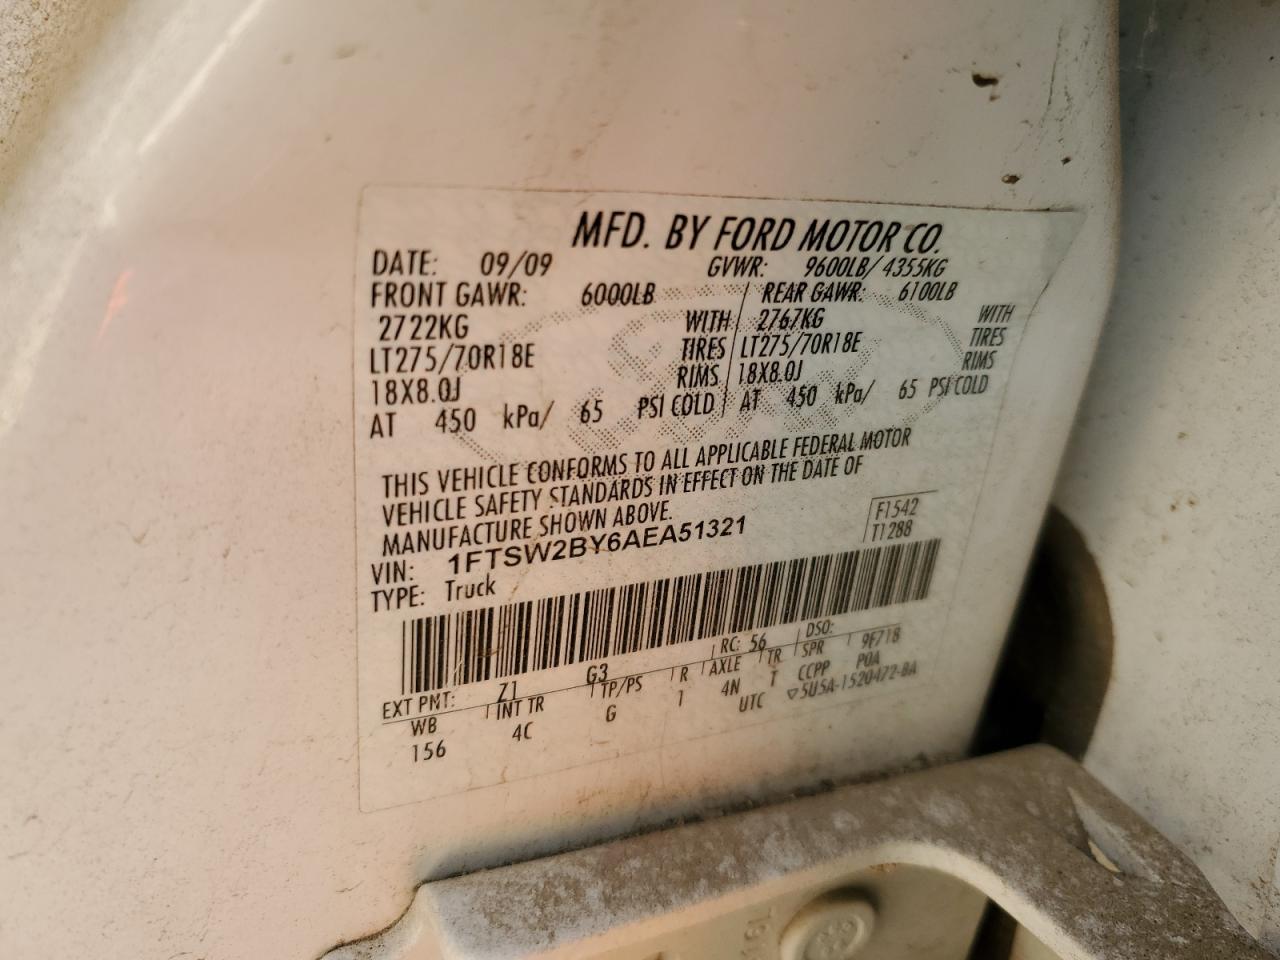 MFD. BY FORD MOTOR CO.
DATE: 09/09 GVWR: 9600LB/ 4355KG
FRONT GAWR: 6000LB REAR GAWR: 6100LB
2722KG WITH 2767KG WITH
LT275/70R18E TIRES LT275/70R18E TIRES
18X8.0J RIMS 18X8.0J RIMS
AT 450 kPa/ 65 PSI COLD AT 450 kPa/ 65 PSI COLD
THIS VEHICLE CONFORMS TO ALL APPLICABLE FEDERAL MOTOR
VEHICLE SAFETY STANDARDS IN EFFECT ON THE DATE OF
MANUFACTURE SHOWN ABOVE.
VIN: 1FTSW2BY6AEA51321
F1542
T1288
TYPE: Truck
EXT PNT: Z1 G3 RC: 56 DSO:
WB INT TR TP/PS R AXLE TR SPR 9F718
156 4C G 1 4N T CCPP P0A
UTC ▽5U5A-1520472-BA